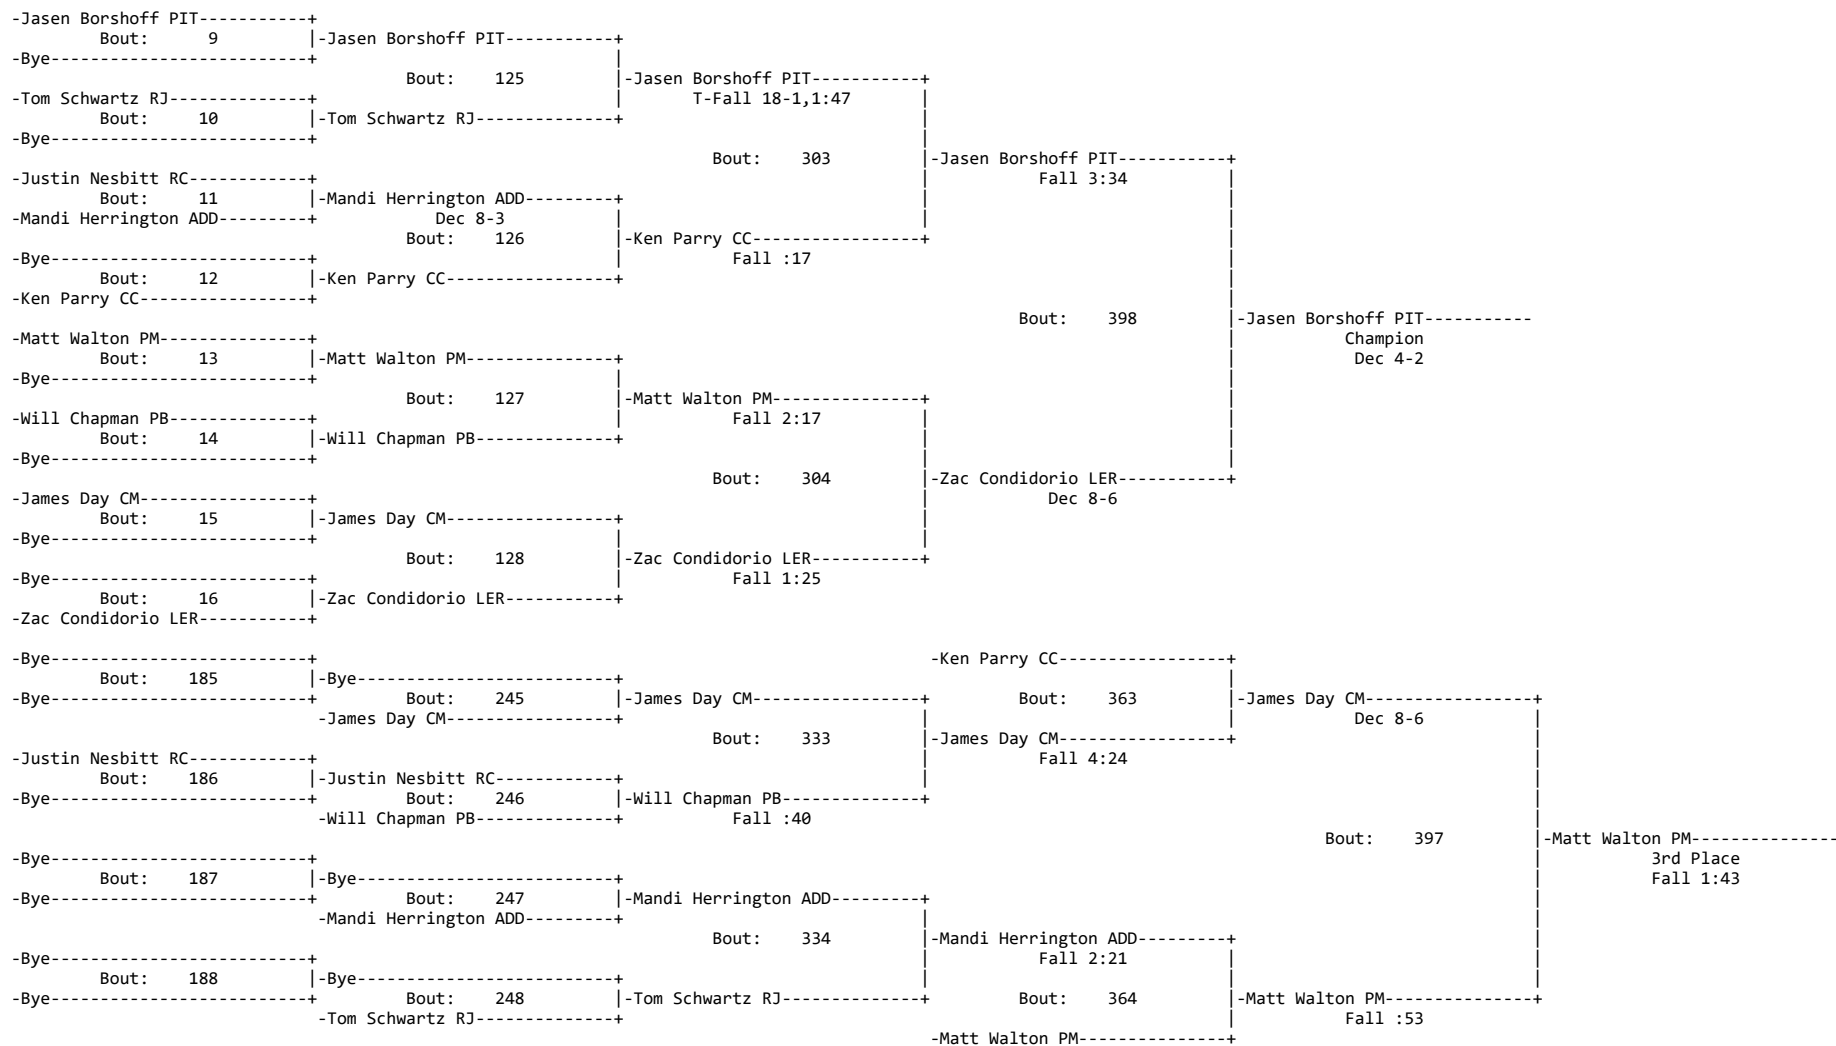 -Jasen Borshoff PIT-----------+
Bout: 9 |-Jasen Borshoff PIT-----------+
-Bye--------------------------+ |
Bout: 125 |-Jasen Borshoff PIT-----------+
-Tom Schwartz RJ--------------+ | T-Fall 18-1,1:47 |
Bout: 10 |-Tom Schwartz RJ--------------+ |
-Bye--------------------------+ |
Bout: 303 |-Jasen Borshoff PIT-----------+
-Justin Nesbitt RC------------+ | Fall 3:34 |
Bout: 11 |-Mandi Herrington ADD---------+ | |
-Mandi Herrington ADD---------+ Dec 8-3 | | |
Bout: 126 |-Ken Parry CC-----------------+ |
-Bye--------------------------+ | Fall :17 |
Bout: 12 |-Ken Parry CC-----------------+ |
-Ken Parry CC-----------------+ |
Bout: 398 |-Jasen Borshoff PIT-----------
-Matt Walton PM---------------+ | Champion
Bout: 13 |-Matt Walton PM---------------+ | Dec 4-2
-Bye--------------------------+ | |
Bout: 127 |-Matt Walton PM---------------+ |
-Will Chapman PB--------------+ | Fall 2:17 | |
Bout: 14 |-Will Chapman PB--------------+ | |
-Bye--------------------------+ | |
Bout: 304 |-Zac Condidorio LER-----------+
-James Day CM-----------------+ | Dec 8-6
Bout: 15 |-James Day CM-----------------+ |
-Bye--------------------------+ | |
Bout: 128 |-Zac Condidorio LER-----------+
-Bye--------------------------+ | Fall 1:25
Bout: 16 |-Zac Condidorio LER-----------+
-Zac Condidorio LER-----------+
-Bye--------------------------+ -Ken Parry CC-----------------+
Bout: 185 |-Bye--------------------------+ |
-Bye--------------------------+ Bout: 245 |-James Day CM-----------------+ Bout: 363 |-James Day CM-----------------+
-James Day CM-----------------+ | | Dec 8-6 |
Bout: 333 |-James Day CM-----------------+ |
-Justin Nesbitt RC------------+ | Fall 4:24 |
Bout: 186 |-Justin Nesbitt RC------------+ | |
-Bye--------------------------+ Bout: 246 |-Will Chapman PB--------------+ |
-Will Chapman PB--------------+ Fall :40 |
Bout: 397 |-Matt Walton PM---------------
-Bye--------------------------+ | 3rd Place
Bout: 187 |-Bye--------------------------+ | Fall 1:43
-Bye--------------------------+ Bout: 247 |-Mandi Herrington ADD---------+ |
-Mandi Herrington ADD---------+ | |
Bout: 334 |-Mandi Herrington ADD---------+ |
-Bye--------------------------+ | Fall 2:21 | |
Bout: 188 |-Bye--------------------------+ | | |
-Bye--------------------------+ Bout: 248 |-Tom Schwartz RJ--------------+ Bout: 364 |-Matt Walton PM---------------+
-Tom Schwartz RJ--------------+ | Fall :53
-Matt Walton PM---------------+